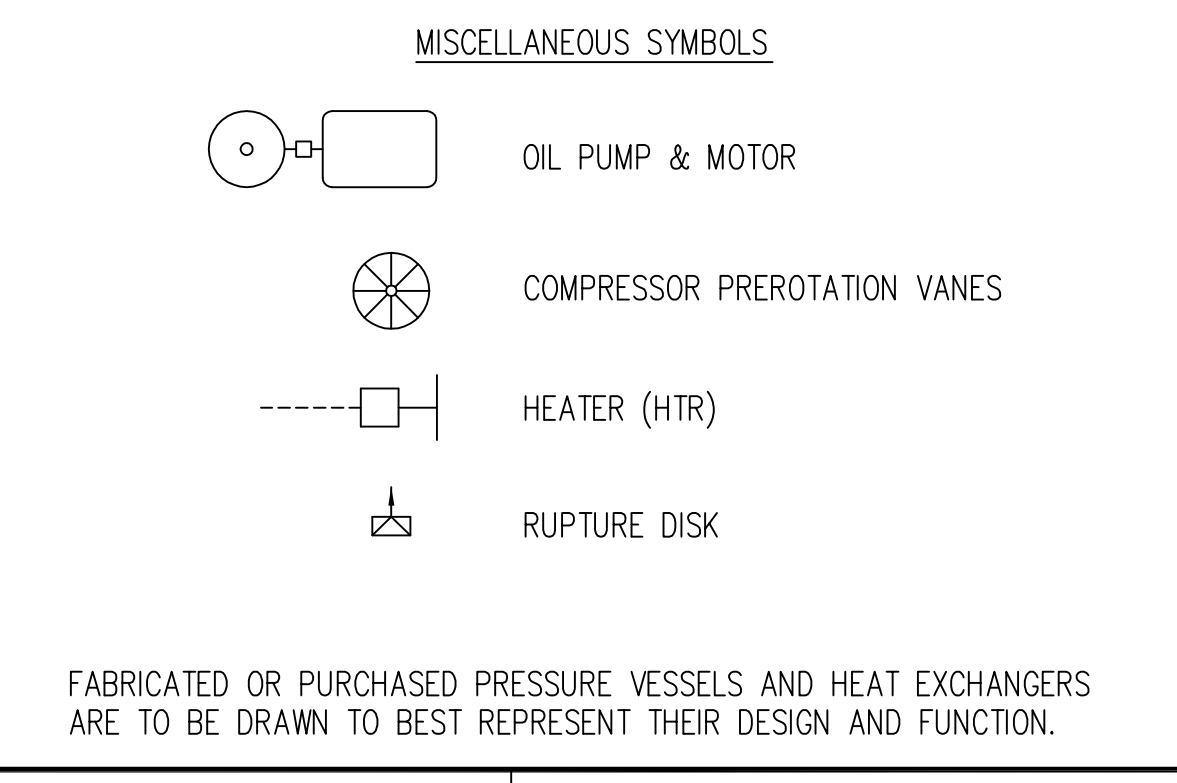 MISCELLANEOUS SYMBOLS
OIL PUMP & MOTOR
COMPRESSOR PREROTATION VANES
HEATER (HTR)
RUPTURE DISK
FABRICATED OR PURCHASED PRESSURE VESSELS AND HEAT EXCHANGERS
ARE TO BE DRAWN TO BEST REPRESENT THEIR DESIGN AND FUNCTION.